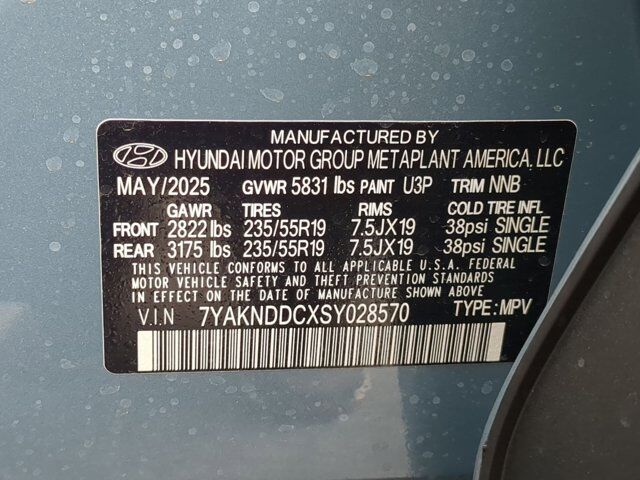 MANUFACTURED BY
HYUNDAI MOTOR GROUP METAPLANT AMERICA, LLC
MAY/2025 GVWR 5831 lbs PAINT U3P TRIM NNB
GAWR TIRES RIMS COLD TIRE INFL
FRONT 2822 lbs 235/55R19 7.5JX19 38psi SINGLE
REAR 3175 lbs 235/55R19 7.5JX19 38psi SINGLE
THIS VEHICLE CONFORMS TO ALL APPLICABLE U.S.A. FEDERAL
MOTOR VEHICLE SAFETY AND THEFT PREVENTION STANDARDS
IN EFFECT ON THE DATE OF MANUFACTURE SHOWN ABOVE.
V.I.N 7YAKNDDCXSY028570 TYPE: MPV